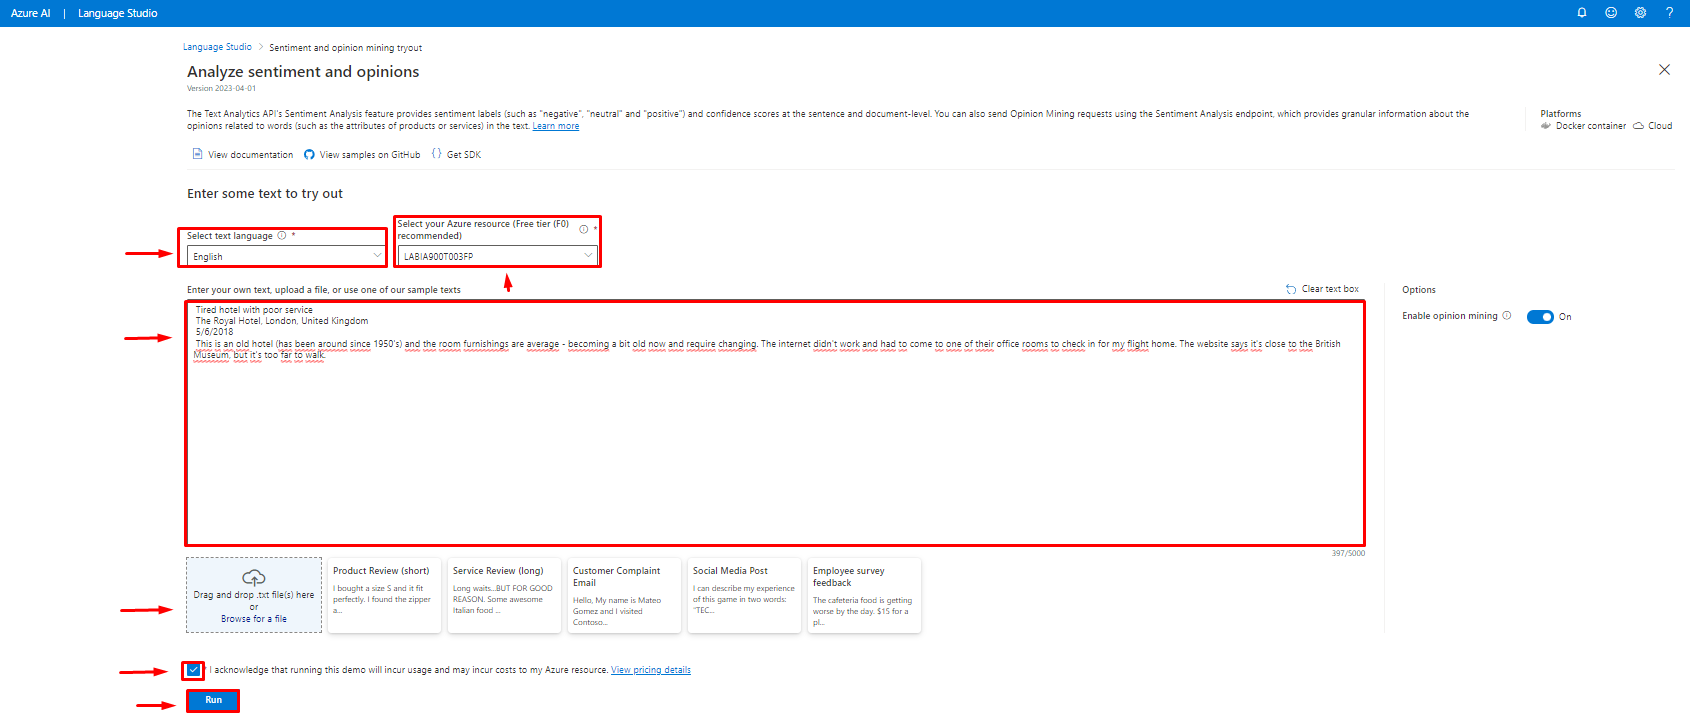 Azure AI | Language Studio
Language Studio > Sentiment and opinion mining tryout
Analyze sentiment and opinions
Version 2023-04-01
The Text Analytics API's Sentiment Analysis feature provides sentiment labels (such as "negative", "neutral" and "positive") and confidence scores at the sentence and document-level. You can also send Opinion Mining requests using the Sentiment Analysis endpoint, which provides granular information about the
opinions related to words (such as the attributes of products or services) in the text. Learn more
Platforms
Docker container Cloud
View documentation View samples on GitHub {} Get SDK
Enter some text to try out
Select text language *
English
Select your Azure resource (Free tier (F0)
recommended) *
LABIA900T003FP
Enter your own text, upload a file, or use one of our sample texts
Clear text box
Tired hotel with poor service
The Royal Hotel, London, United Kingdom
5/6/2018
This is an old hotel (has been around since 1950's) and the room furnishings are average - becoming a bit old now and require changing. The internet didn't work and had to come to one of their office rooms to check in for my flight home. The website says it's close to the British
Museum, but it's too far to walk.
397/5000
Options
Enable opinion mining On
Drag and drop .txt file(s) here
or
Browse for a file
Product Review (short)
I bought a size S and it fit
perfectly. I found the zipper
a...
Service Review (long)
Long waits...BUT FOR GOOD
REASON. Some awesome
Italian food ...
Customer Complaint
Email
Hello, My name is Mateo
Gomez and I visited
Contoso...
Social Media Post
I can describe my experience
of this game in two words:
"TEC...
Employee survey
feedback
The cafeteria food is getting
worse by the day. $15 for a
pl...
I acknowledge that running this demo will incur usage and may incur costs to my Azure resource. View pricing details
Run